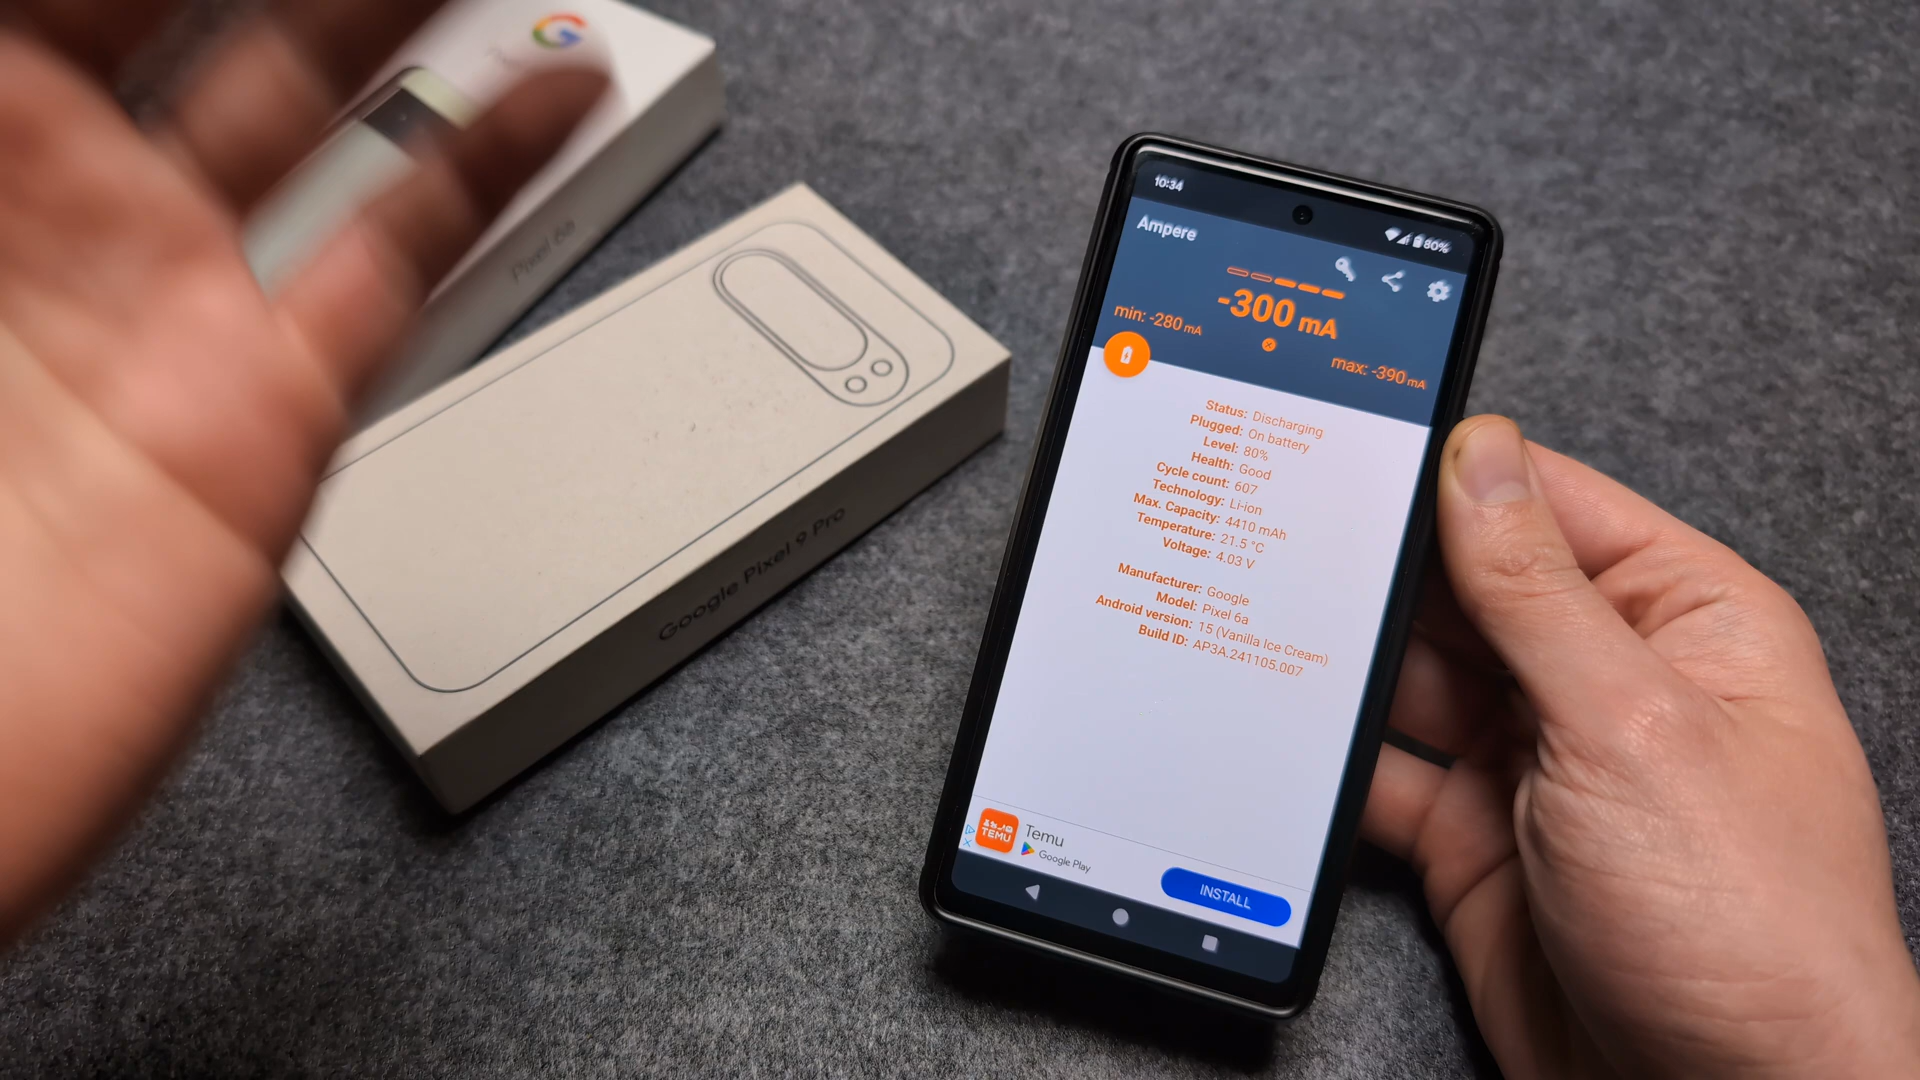 G
Pixel 6a
Google Pixel 9 Pro
10:34
80%
Ampere
-300 mA
min: -280 mA
max: -390 mA
Status: Discharging
Plugged: On battery
Level: 80%
Health: Good
Cycle count: 607
Technology: Li-ion
Max. Capacity: 4410 mAh
Temperature: 21.5 °C
Voltage: 4.03 V
Manufacturer: Google
Model: Pixel 6a
Android version: 15 (Vanilla Ice Cream)
Build ID: AP3A.241105.007
TEMU
Temu
Google Play
INSTALL